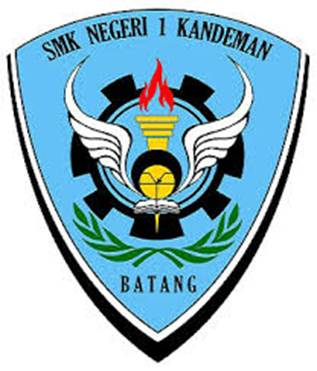 SMK NEGERI 1 KANDEMAN
BATANG